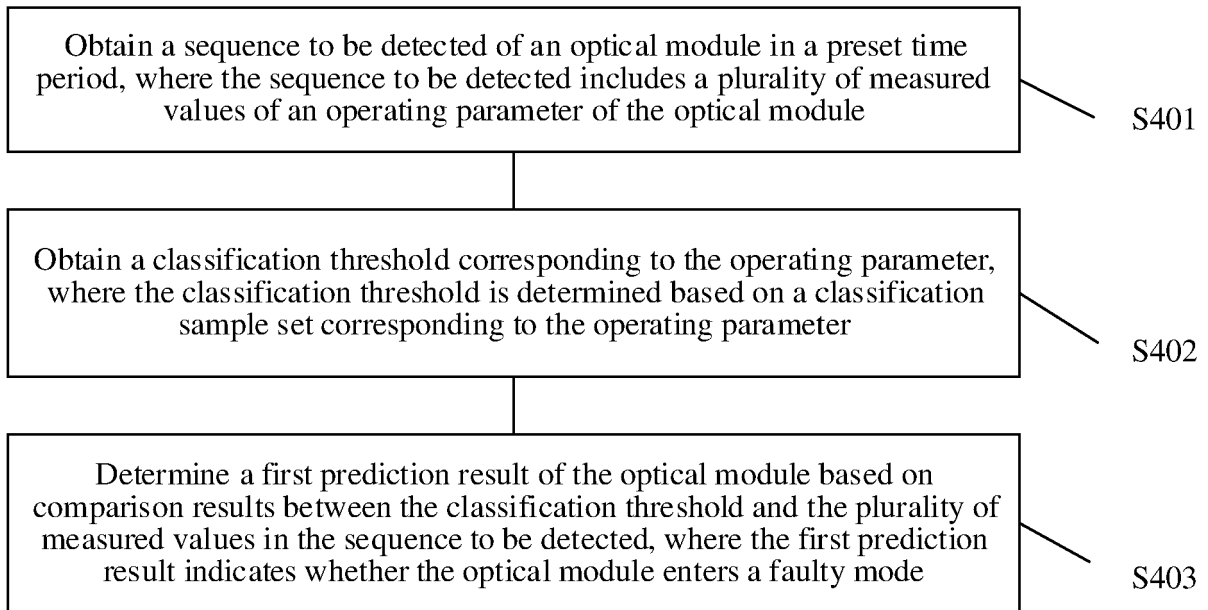 Obtain a sequence to be detected of an optical module in a preset time
period, where the sequence to be detected includes a plurality of measured
values of an operating parameter of the optical module
S401
Obtain a classification threshold corresponding to the operating parameter,
where the classification threshold is determined based on a classification
sample set corresponding to the operating parameter
S402
Determine a first prediction result of the optical module based on
comparison results between the classification threshold and the plurality of
measured values in the sequence to be detected, where the first prediction
result indicates whether the optical module enters a faulty mode
S403